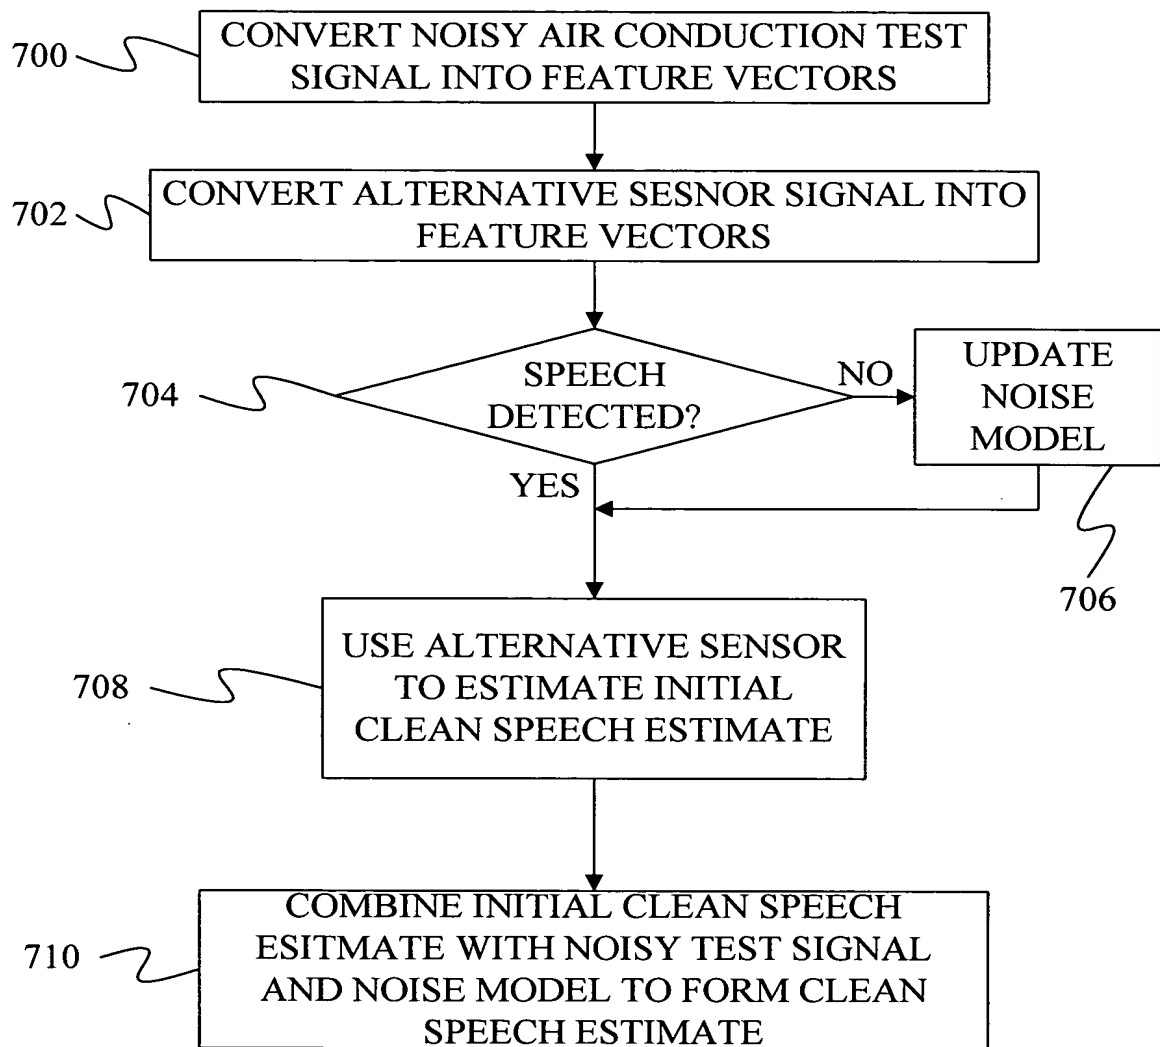 700
CONVERT NOISY AIR CONDUCTION TEST
SIGNAL INTO FEATURE VECTORS
702
CONVERT ALTERNATIVE SESNOR SIGNAL INTO
FEATURE VECTORS
704
SPEECH
DETECTED?
NO
UPDATE
NOISE
MODEL
YES
706
708
USE ALTERNATIVE SENSOR
TO ESTIMATE INITIAL
CLEAN SPEECH ESTIMATE
710
COMBINE INITIAL CLEAN SPEECH
ESITMATE WITH NOISY TEST SIGNAL
AND NOISE MODEL TO FORM CLEAN
SPEECH ESTIMATE